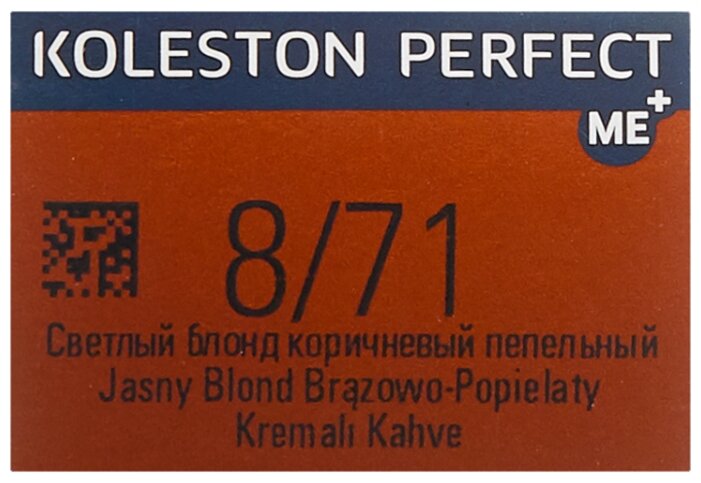 KOLESTON PERFECT
ME+
8/71
Светлый блонд коричневый пепельный
Jasny Blond Brązowo-Popielaty
Kremalı Kahve